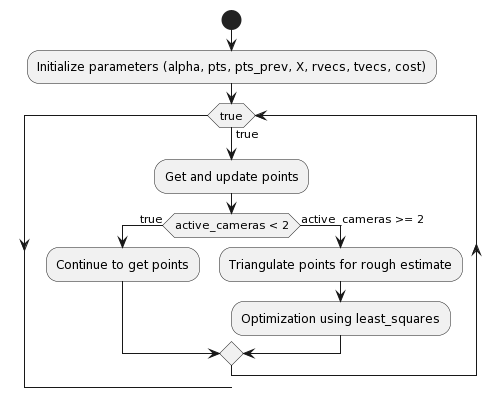 Initialize parameters (alpha, pts, pts_prev, X, rvecs, tvecs, cost)
true
true
Get and update points
true
active_cameras < 2
active_cameras >= 2
Continue to get points
Triangulate points for rough estimate
Optimization using least_squares